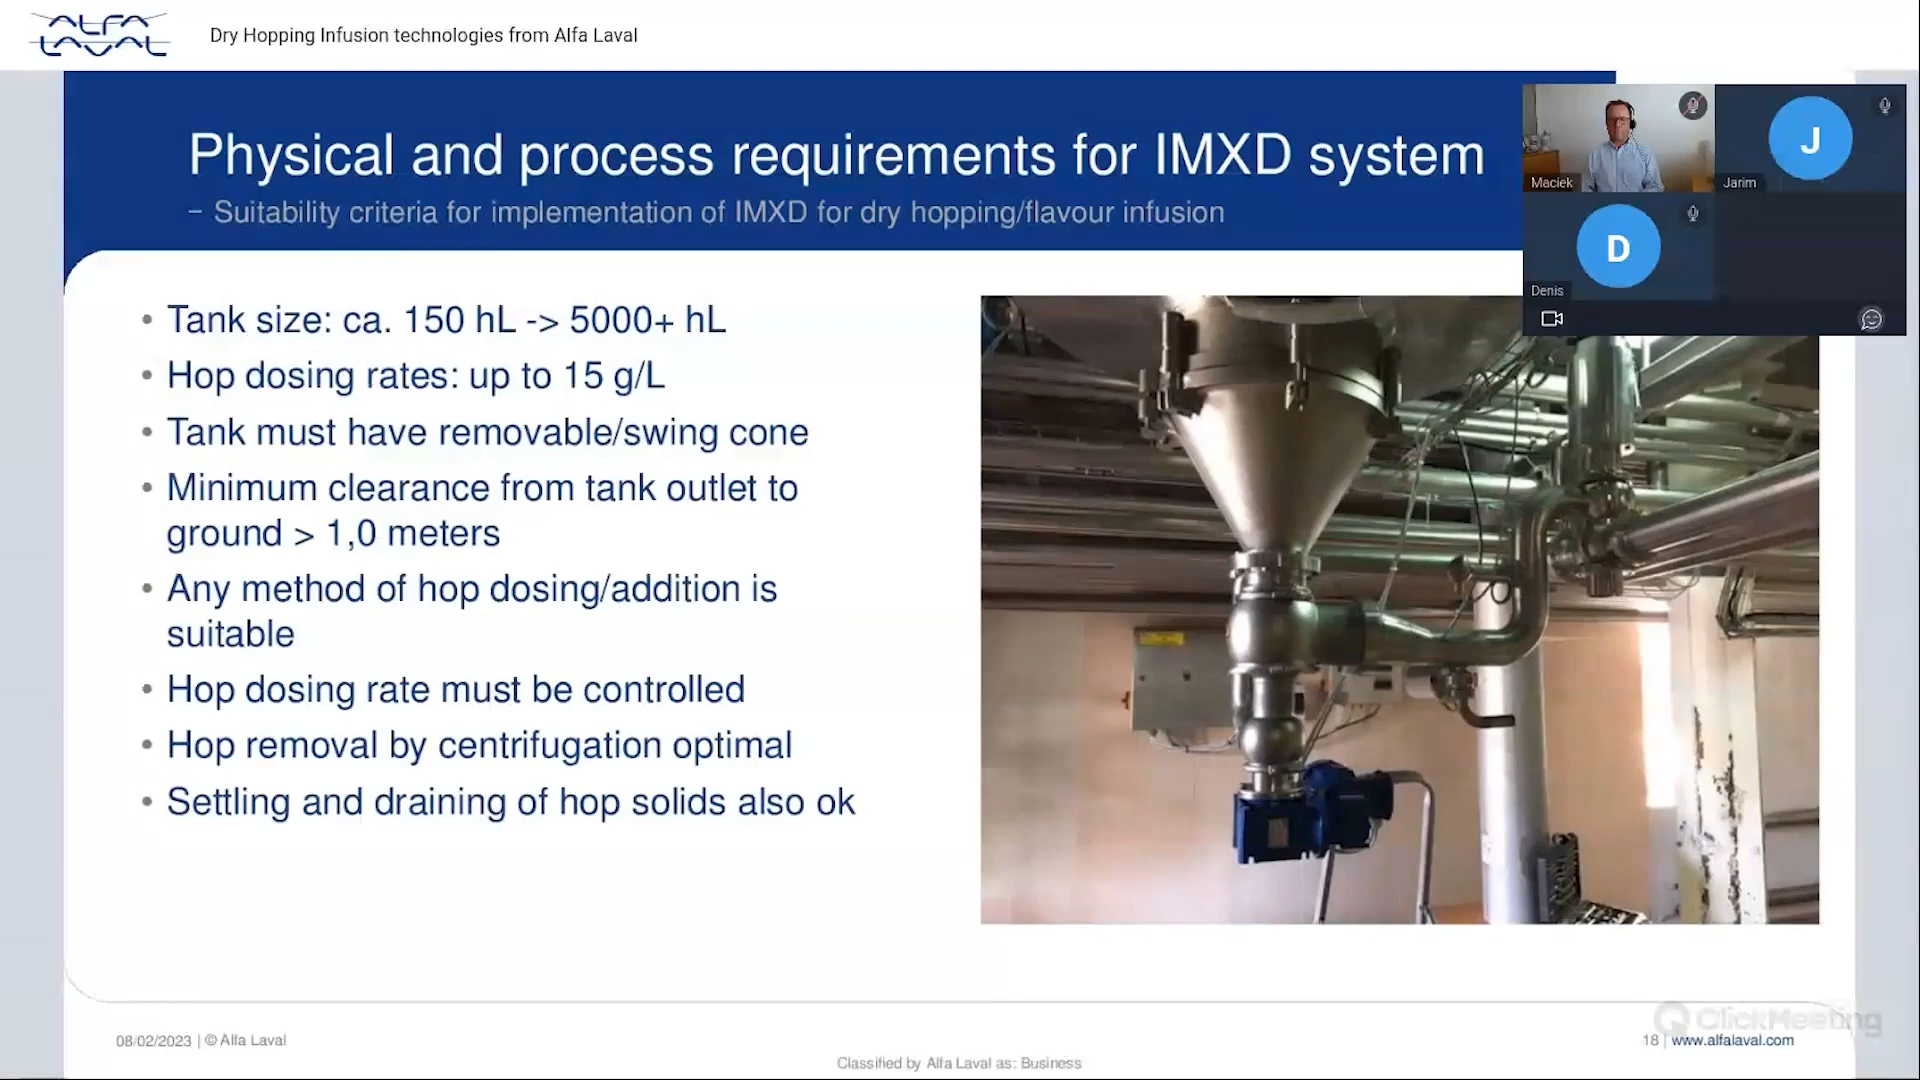 ALFA
LAVAL
Dry Hopping Infusion technologies from Alfa Laval
Physical and process requirements for IMXD system
– Suitability criteria for implementation of IMXD for dry hopping/flavour infusion
Maciek
J
Jarim
D
Denis
• Tank size: ca. 150 hL -> 5000+ hL
• Hop dosing rates: up to 15 g/L
• Tank must have removable/swing cone
• Minimum clearance from tank outlet to
ground > 1,0 meters
• Any method of hop dosing/addition is
suitable
• Hop dosing rate must be controlled
• Hop removal by centrifugation optimal
• Settling and draining of hop solids also ok
08/02/2023 | © Alfa Laval
ClickMeeting
18 | www.alfalaval.com
Classified by Alfa Laval as: Business